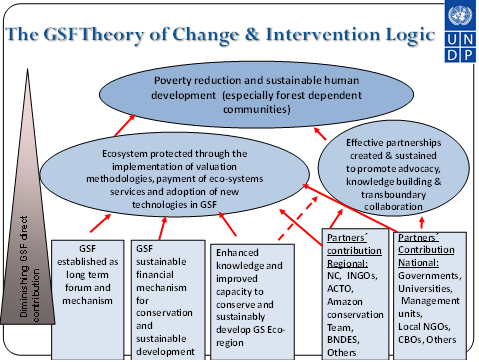 The GSF Theory of Change & Intervention Logic
U N
D P
Poverty reduction and sustainable human
development (especially forest dependent
communities)
Ecosystem protected through the
implementation of valuation
methodologies, payment of eco-systems
services and adoption of new
technologies in GSF
Effective partnerships
created & sustained
to promote advocacy,
knowledge building &
transboundary
collaboration
Diminishing GSF direct
contribution
GSF
established as
long term
forum and
mechanism
GSF
sustainable
financial
mechanism
for
conservation
and
sustainable
development
Enhanced
knowledge and
improved
capacity to
conserve and
sustainably
develop GS Eco-
region
Partners´
contribution
Regional:
NC, INGOs,
ACTO,
Amazon
conservation
Team,
BNDES,
Others
Partners´
Contribution
National:
Governments,
Universities,
Management
units,
Local NGOs,
CBOs, Others